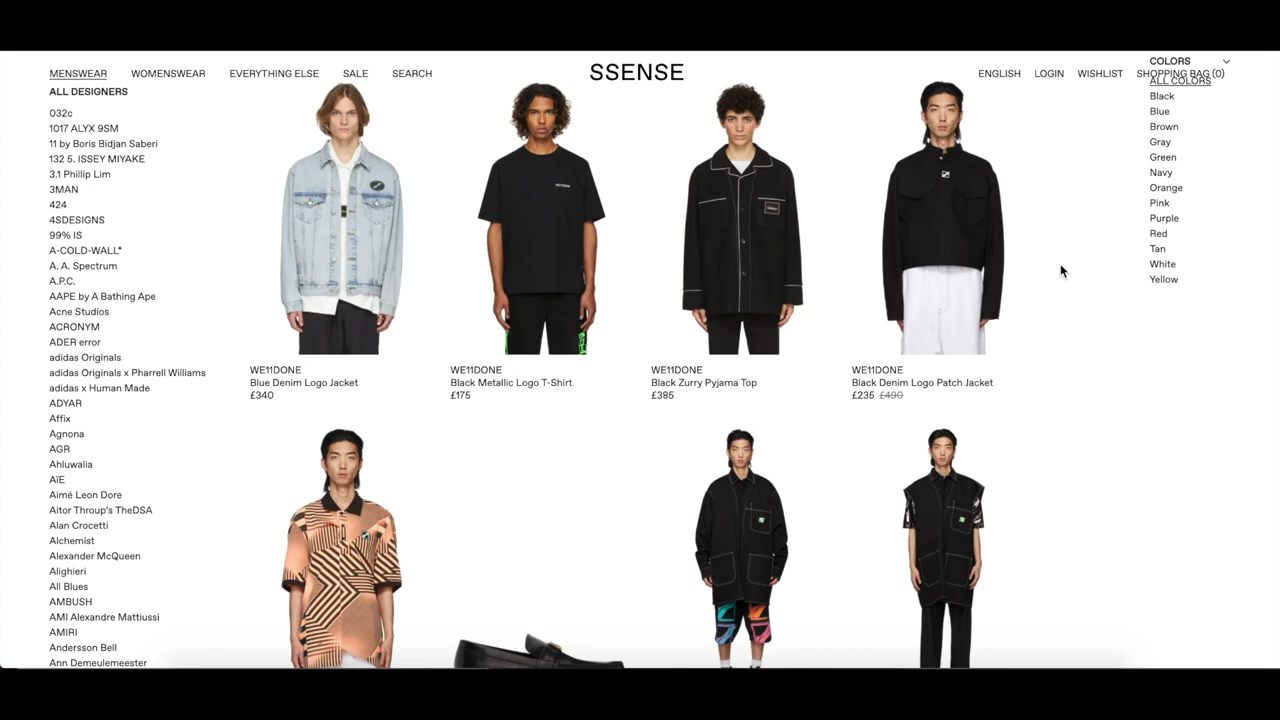 MENSWEAR WOMENSWEAR EVERYTHING ELSE SALE SEARCH
SSENSE
ENGLISH LOGIN WISHLIST SHOPPING BAG (0)
ALL DESIGNERS
032c
1017 ALYX 9SM
11 by Boris Bidjan Saberi
132 5. ISSEY MIYAKE
3.1 Phillip Lim
3MAN
424
4SDESIGNS
99% IS
A-COLD-WALL*
A. A. Spectrum
A.P.C.
AAPE by A Bathing Ape
Acne Studios
ACRONYM
ADER error
adidas Originals
adidas Originals x Pharrell Williams
adidas x Human Made
ADYAR
Affix
Agnona
AGR
Ahluwalia
AïE
Aimé Leon Dore
Aitor Throup's TheDSA
Alan Crocetti
Alchemist
Alexander McQueen
Alighieri
All Blues
AMBUSH
AMI Alexandre Mattiussi
AMIRI
Andersson Bell
Ann Demeulemeester
WE11DONE
Blue Denim Logo Jacket
£340
WE11DONE
Black Metallic Logo T-Shirt
£175
WE11DONE
Black Zurry Pyjama Top
£385
WE11DONE
Black Denim Logo Patch Jacket
£235 £490
COLORS
ALL COLORS
Black
Blue
Brown
Gray
Green
Navy
Orange
Pink
Purple
Red
Tan
White
Yellow